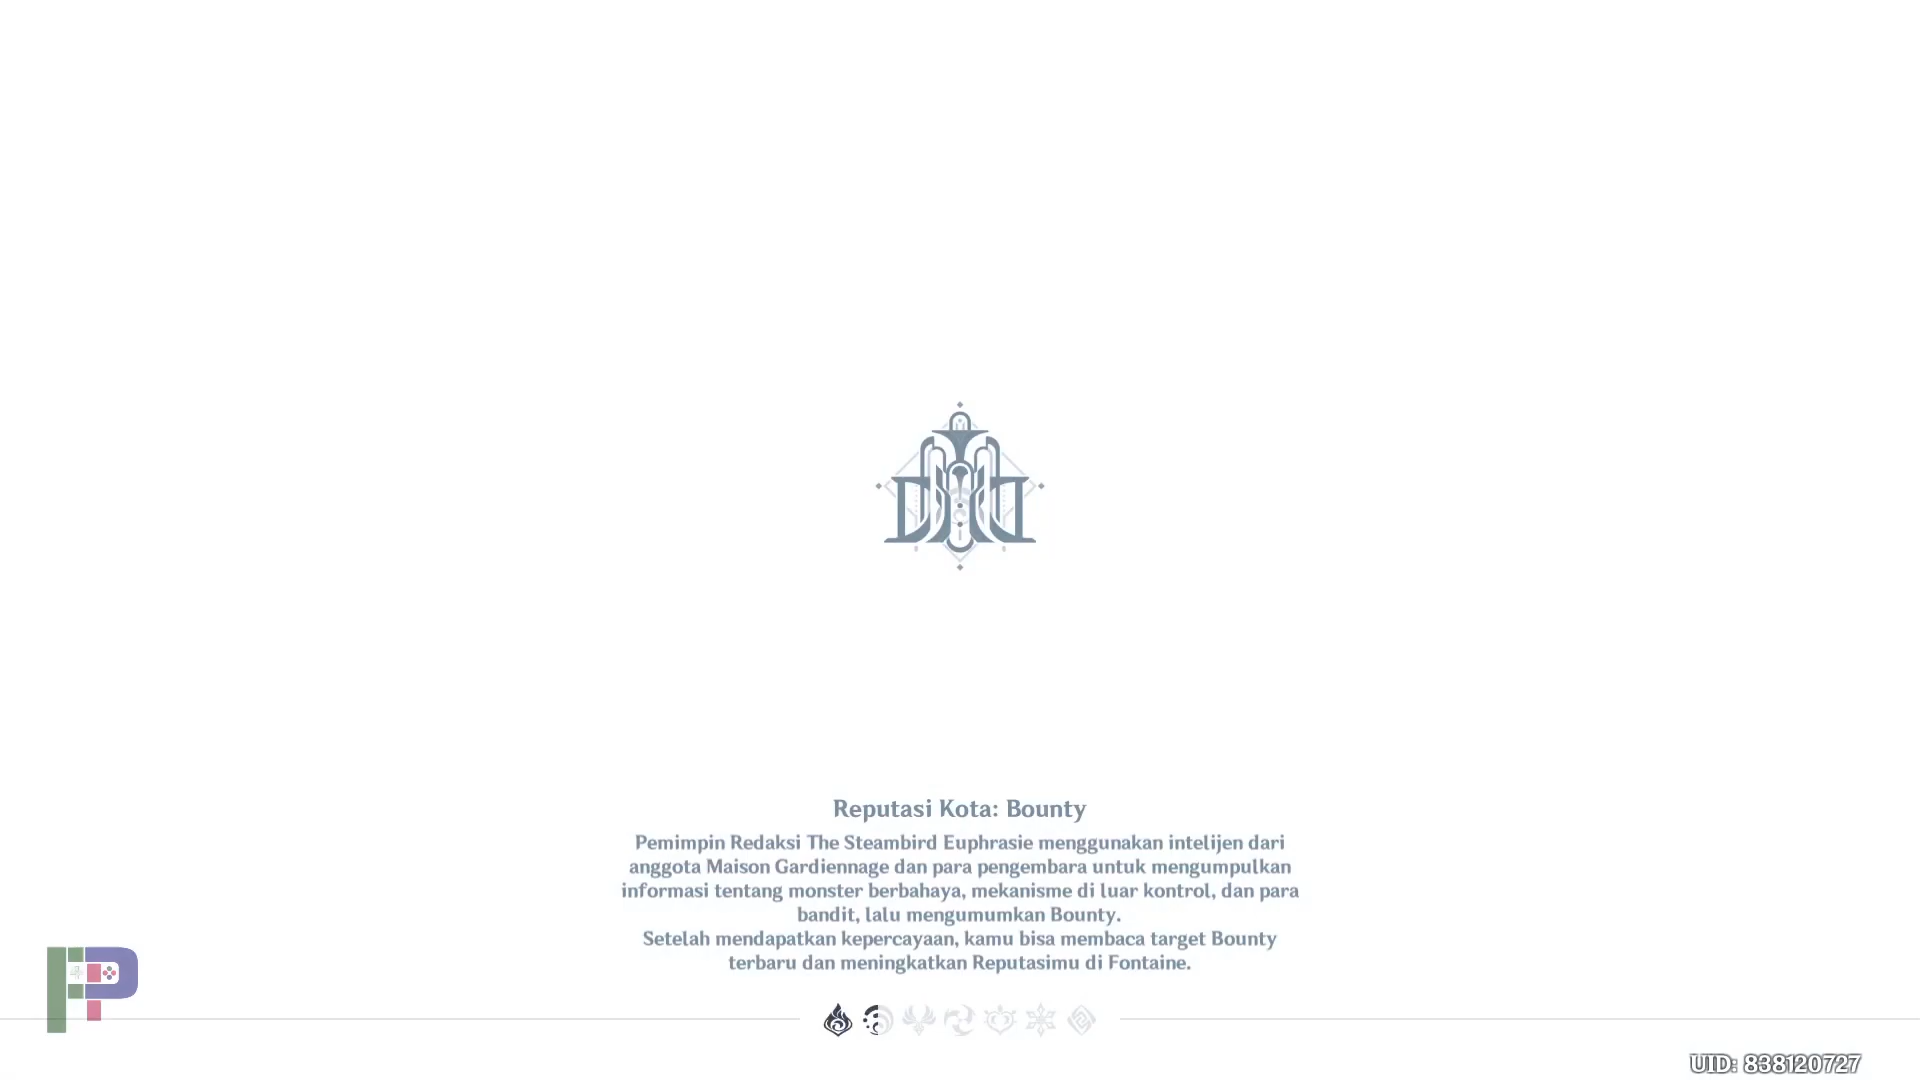 Reputasi Kota: Bounty
Pemimpin Redaksi The Steambird Euphrasie menggunakan intelijen dari
anggota Maison Gardiennage dan para pengembara untuk mengumpulkan
informasi tentang monster berbahaya, mekanisme di luar kontrol, dan para
bandit, lalu mengumumkan Bounty.
Setelah mendapatkan kepercayaan, kamu bisa membaca target Bounty
terbaru dan meningkatkan Reputasimu di Fontaine.
UID: 838120727